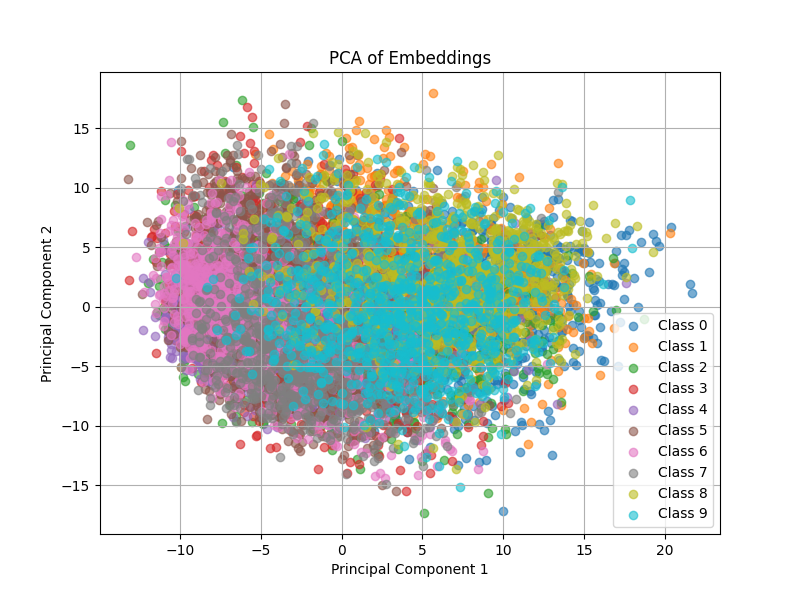 PCA of Embeddings
Principal Component 2
15
10
5
0
−5
−10
−15
−10
−5
0
5
10
15
20
Principal Component 1
Class 0
Class 1
Class 2
Class 3
Class 4
Class 5
Class 6
Class 7
Class 8
Class 9